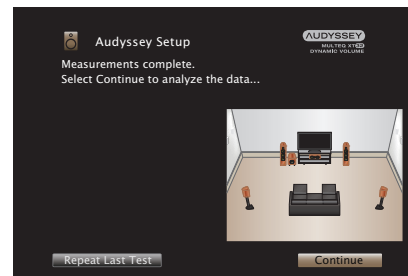 Audyssey Setup
AUDYSSEY
MULTEQ XT32
DYNAMIC VOLUME
Measurements complete.
Select Continue to analyze the data...
Repeat Last Test
Continue